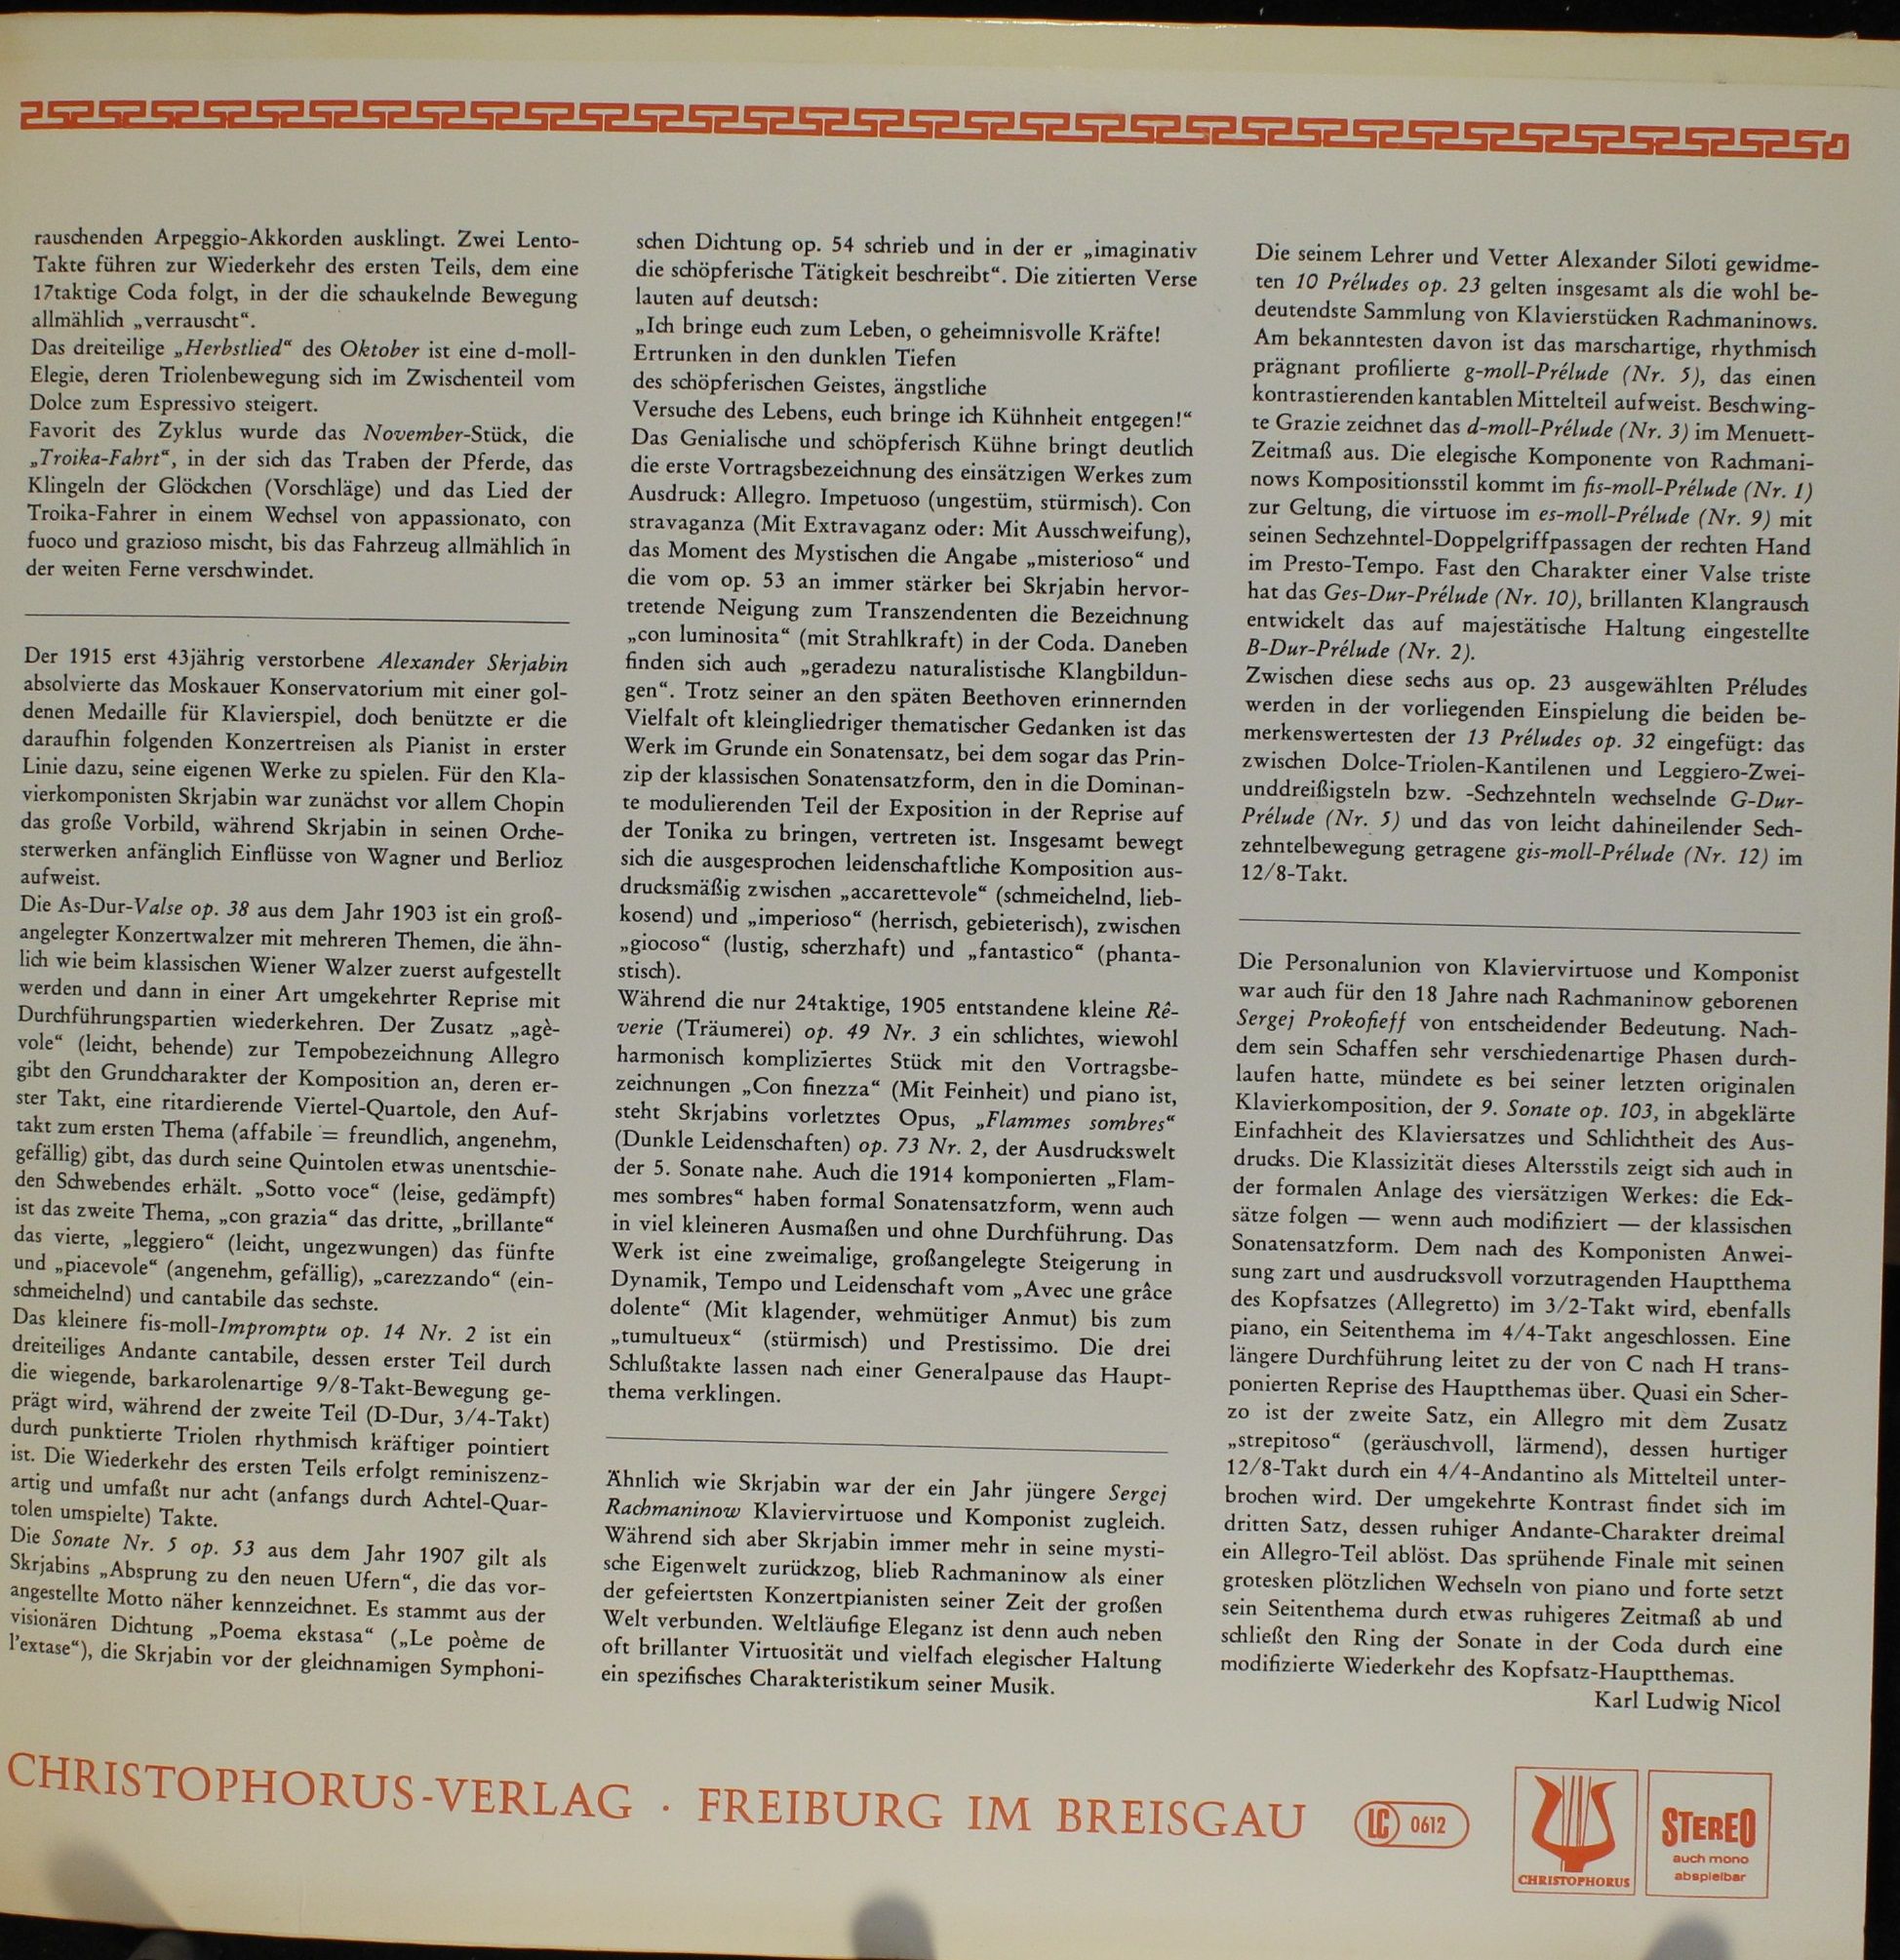 rauschenden Arpeggio-Akkorden ausklingt. Zwei Lento-
Takte führen zur Wiederkehr des ersten Teils, dem eine
17taktige Coda folgt, in der die schaukelnde Bewegung
allmählich „verrauscht“.
Das dreiteilige „Herbstlied“ des Oktober ist eine d-moll-
Elegie, deren Triolenbewegung sich im Zwischenteil vom
Dolce zum Espressivo steigert.
Favorit des Zyklus wurde das November-Stück, die
„Troika-Fahrt“, in der sich das Traben der Pferde, das
Klingeln der Glöckchen (Vorschläge) und das Lied der
Troika-Fahrer in einem Wechsel von appassionato, con
fuoco und grazioso mischt, bis das Fahrzeug allmählich in
der weiten Ferne verschwindet.
Der 1915 erst 43jährig verstorbene Alexander Skrjabin
absolvierte das Moskauer Konservatorium mit einer gol-
denen Medaille für Klavierspiel, doch benützte er die
daraufhin folgenden Konzertreisen als Pianist in erster
Linie dazu, seine eigenen Werke zu spielen. Für den Kla-
vierkomponisten Skrjabin war zunächst vor allem Chopin
das große Vorbild, während Skrjabin in seinen Orche-
sterwerken anfänglich Einflüsse von Wagner und Berlioz
aufweist.
Die As-Dur-Valse op. 38 aus dem Jahr 1903 ist ein groß-
angelegter Konzertwalzer mit mehreren Themen, die ähn-
lich wie beim klassischen Wiener Walzer zuerst aufgestellt
werden und dann in einer Art umgekehrter Reprise mit
Durchführungspartien wiederkehren. Der Zusatz „agè-
vole“ (leicht, behende) zur Tempobezeichnung Allegro
gibt den Grundcharakter der Komposition an, deren er-
ster Takt, eine ritardierende Viertel-Quartole, den Auf-
takt zum ersten Thema (affabile = freundlich, angenehm,
gefällig) gibt, das durch seine Quintolen etwas unentschie-
den Schwebendes erhält. „Sotto voce“ (leise, gedämpft)
ist das zweite Thema, „con grazia“ das dritte, „brillante“
das vierte, „leggiero“ (leicht, ungezwungen) das fünfte
und „piacevole“ (angenehm, gefällig), „carezzando“ (ein-
schmeichelnd) und cantabile das sechste.
Das kleinere fis-moll-Impromptu op. 14 Nr. 2 ist ein
dreiteiliges Andante cantabile, dessen erster Teil durch
die wiegende, barkarolenartige 9/8-Takt-Bewegung ge-
prägt wird, während der zweite Teil (D-Dur, 3/4-Takt)
durch punktierte Triolen rhythmisch kräftiger pointiert
ist. Die Wiederkehr des ersten Teils erfolgt reminiszenz-
artig und umfaßt nur acht (anfangs durch Achtel-Quar-
tolen umspielte) Takte.
Die Sonate Nr. 5 op. 53 aus dem Jahr 1907 gilt als
Skrjabins „Absprung zu den neuen Ufern“, die das vor-
angestellte Motto näher kennzeichnet. Es stammt aus der
visionären Dichtung „Poema ekstasa“ („Le poème de
l'extase“), die Skrjabin vor der gleichnamigen Symphoni-
schen Dichtung op. 54 schrieb und in der er „imaginativ
die schöpferische Tätigkeit beschreibt“. Die zitierten Verse
lauten auf deutsch:
„Ich bringe euch zum Leben, o geheimnisvolle Kräfte!
Ertrunken in den dunklen Tiefen
des schöpferischen Geistes, ängstliche
Versuche des Lebens, euch bringe ich Kühnheit entgegen!“
Das Genialische und schöpferisch Kühne bringt deutlich
die erste Vortragsbezeichnung des einsätzigen Werkes zum
Ausdruck: Allegro. Impetuoso (ungestüm, stürmisch). Con
stravaganza (Mit Extravaganz oder: Mit Ausschweifung),
das Moment des Mystischen die Angabe „misterioso“ und
die vom op. 53 an immer stärker bei Skrjabin hervor-
tretende Neigung zum Transzendenten die Bezeichnung
„con luminosita“ (mit Strahlkraft) in der Coda. Daneben
finden sich auch „geradezu naturalistische Klangbildun-
gen“. Trotz seiner an den späten Beethoven erinnernden
Vielfalt oft kleingliedriger thematischer Gedanken ist das
Werk im Grunde ein Sonatensatz, bei dem sogar das Prin-
zip der klassischen Sonatensatzform, den in die Dominan-
te modulierenden Teil der Exposition in der Reprise auf
der Tonika zu bringen, vertreten ist. Insgesamt bewegt
sich die ausgesprochen leidenschaftliche Komposition aus-
drucksmäßig zwischen „accarettevole“ (schmeichelnd, lieb-
kosend) und „imperioso“ (herrisch, gebieterisch), zwischen
„giocoso“ (lustig, scherzhaft) und „fantastico“ (phanta-
stisch).
Während die nur 24taktige, 1905 entstandene kleine Rê-
verie (Träumerei) op. 49 Nr. 3 ein schlichtes, wiewohl
harmonisch kompliziertes Stück mit den Vortragsbe-
zeichnungen „Con finezza“ (Mit Feinheit) und piano ist,
steht Skrjabins vorletztes Opus, „Flammes sombres“
(Dunkle Leidenschaften) op. 73 Nr. 2, der Ausdruckswelt
der 5. Sonate nahe. Auch die 1914 komponierten „Flam-
mes sombres“ haben formal Sonatensatzform, wenn auch
in viel kleineren Ausmaßen und ohne Durchführung. Das
Werk ist eine zweimalige, großangelegte Steigerung in
Dynamik, Tempo und Leidenschaft vom „Avec une grâce
dolente“ (Mit klagender, wehmütiger Anmut) bis zum
„tumultueux“ (stürmisch) und Prestissimo. Die drei
Schlußtakte lassen nach einer Generalpause das Haupt-
thema verklingen.
Ähnlich wie Skrjabin war der ein Jahr jüngere Sergej
Rachmaninow Klaviervirtuose und Komponist zugleich.
Während sich aber Skrjabin immer mehr in seine mysti-
sche Eigenwelt zurückzog, blieb Rachmaninow als einer
der gefeiertsten Konzertpianisten seiner Zeit der großen
Welt verbunden. Weltläufige Eleganz ist denn auch neben
oft brillanter Virtuosität und vielfach elegischer Haltung
ein spezifisches Charakteristikum seiner Musik.
Die seinem Lehrer und Vetter Alexander Siloti gewidme-
ten 10 Préludes op. 23 gelten insgesamt als die wohl be-
deutendste Sammlung von Klavierstücken Rachmaninows.
Am bekanntesten davon ist das marschartige, rhythmisch
prägnant profilierte g-moll-Prélude (Nr. 5), das einen
kontrastierenden kantablen Mittelteil aufweist. Beschwing-
te Grazie zeichnet das d-moll-Prélude (Nr. 3) im Menuett-
Zeitmaß aus. Die elegische Komponente von Rachmani-
nows Kompositionsstil kommt im fis-moll-Prélude (Nr. 1)
zur Geltung, die virtuose im es-moll-Prélude (Nr. 9) mit
seinen Sechzehntel-Doppelgriffpassagen der rechten Hand
im Presto-Tempo. Fast den Charakter einer Valse triste
hat das Ges-Dur-Prélude (Nr. 10), brillanten Klangrausch
entwickelt das auf majestätische Haltung eingestellte
B-Dur-Prélude (Nr. 2).
Zwischen diese sechs aus op. 23 ausgewählten Préludes
werden in der vorliegenden Einspielung die beiden be-
merkenswertesten der 13 Préludes op. 32 eingefügt: das
zwischen Dolce-Triolen-Kantilenen und Leggiero-Zwei-
unddreißigsteln bzw. -Sechzehnteln wechselnde G-Dur-
Prélude (Nr. 5) und das von leicht dahineilender Sech-
zehntelbewegung getragene gis-moll-Prélude (Nr. 12) im
12/8-Takt.
Die Personalunion von Klaviervirtuose und Komponist
war auch für den 18 Jahre nach Rachmaninow geborenen
Sergej Prokofieff von entscheidender Bedeutung. Nach-
dem sein Schaffen sehr verschiedenartige Phasen durch-
laufen hatte, mündete es bei seiner letzten originalen
Klavierkomposition, der 9. Sonate op. 103, in abgeklärte
Einfachheit des Klaviersatzes und Schlichtheit des Aus-
drucks. Die Klassizität dieses Altersstils zeigt sich auch in
der formalen Anlage des viersätzigen Werkes: die Eck-
sätze folgen — wenn auch modifiziert — der klassischen
Sonatensatzform. Dem nach des Komponisten Anwei-
sung zart und ausdrucksvoll vorzutragenden Hauptthema
des Kopfsatzes (Allegretto) im 3/2-Takt wird, ebenfalls
piano, ein Seitenthema im 4/4-Takt angeschlossen. Eine
längere Durchführung leitet zu der von C nach H trans-
ponierten Reprise des Hauptthemas über. Quasi ein Scher-
zo ist der zweite Satz, ein Allegro mit dem Zusatz
„strepitoso“ (geräuschvoll, lärmend), dessen hurtiger
12/8-Takt durch ein 4/4-Andantino als Mittelteil unter-
brochen wird. Der umgekehrte Kontrast findet sich im
dritten Satz, dessen ruhiger Andante-Charakter dreimal
ein Allegro-Teil ablöst. Das sprühende Finale mit seinen
grotesken plötzlichen Wechseln von piano und forte setzt
sein Seitenthema durch etwas ruhigeres Zeitmaß ab und
schließt den Ring der Sonate in der Coda durch eine
modifizierte Wiederkehr des Kopfsatz-Hauptthemas.
Karl Ludwig Nicol
CHRISTOPHORUS-VERLAG · FREIBURG IM BREISGAU
LC 0612
CHRISTOPHORUS
STEREO
auch mono
abspielbar